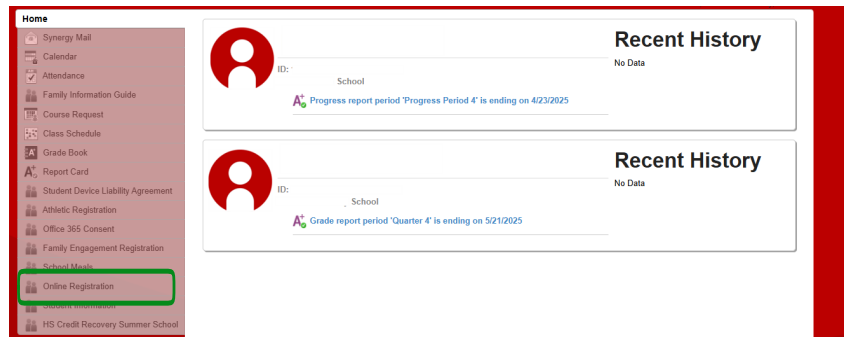 Home
Synergy Mail
Calendar
Attendance
Family Information Guide
Course Request
Class Schedule
Grade Book
Report Card
Student Device Liability Agreement
Athletic Registration
Office 365 Consent
Family Engagement Registration
School Meals
Online Registration
Student Information
HS Credit Recovery Summer School
Recent History
No Data
ID:
School
Progress report period 'Progress Period 4' is ending on 4/23/2025
Recent History
No Data
ID:
School
Grade report period 'Quarter 4' is ending on 5/21/2025